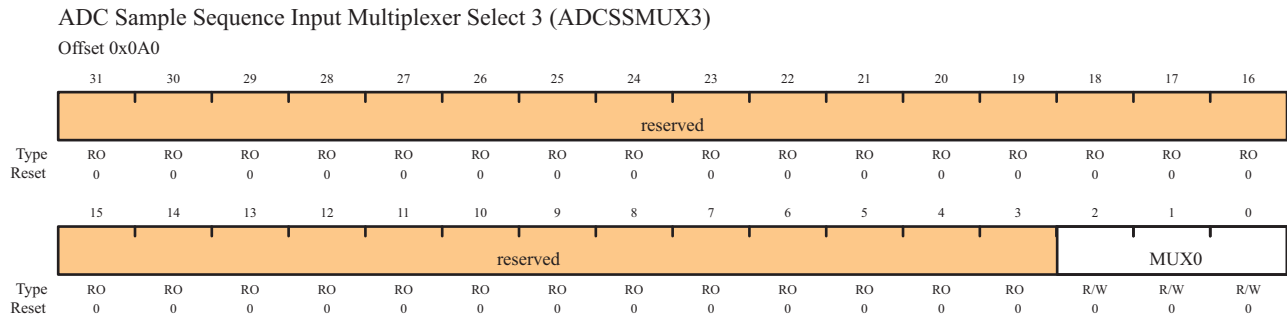 ADC Sample Sequence Input Multiplexer Select 3 (ADCSSMUX3)
Offset 0x0A0
31 30 29 28 27 26 25 24 23 22 21 20 19 18 17 16
reserved
Type RO RO RO RO RO RO RO RO RO RO RO RO RO RO RO RO
Reset 0 0 0 0 0 0 0 0 0 0 0 0 0 0 0 0
15 14 13 12 11 10 9 8 7 6 5 4 3 2 1 0
reserved MUX0
Type RO RO RO RO RO RO RO RO RO RO RO RO RO R/W R/W R/W
Reset 0 0 0 0 0 0 0 0 0 0 0 0 0 0 0 0